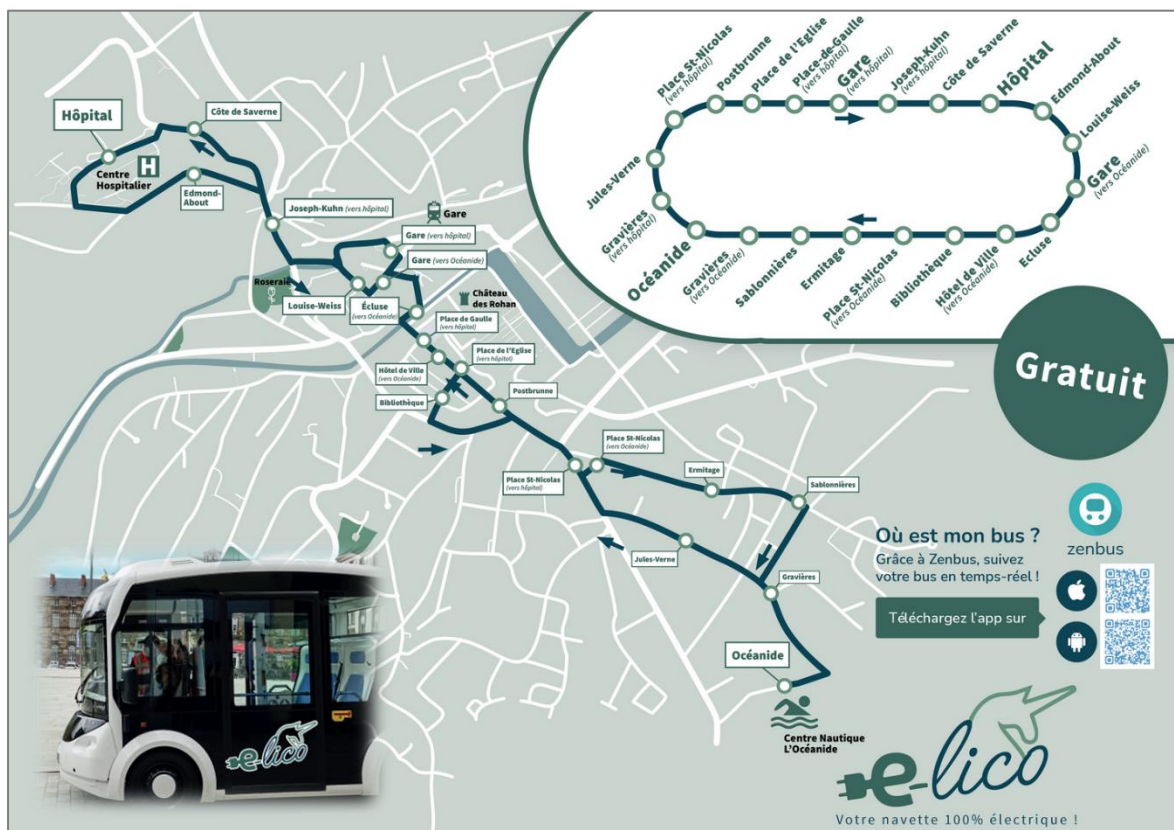 Place St-Nicolas
(vers hôpital)
Postbrunne
Place de l'Eglise
Place-de-Gaulle
(vers hôpital)
Gare
(vers hôpital)
Joseph-Kuhn
(vers hôpital)
Côte de Saverne
Hôpital
Edmond-About
Louise-Weiss
Gare
(vers Océanide)
Ecluse
Hôtel de Ville
(vers Océanide)
Bibliothèque
Place St-Nicolas
(vers Océanide)
Ermitage
Sablonnières
Gravières
(vers Océanide)
Océanide
Gravières
(vers hôpital)
Jules-Verne
Hôpital
Côte de Saverne
Centre
Hospitalier
H
Edmond-
About
Joseph-Kuhn (vers hôpital)
Gare
Gare (vers hôpital)
Gare (vers Océanide)
Roseraie
Louise-Weiss
Écluse
(vers Océanide)
Château
des Rohan
Place de Gaulle
(vers hôpital)
Place de l'Eglise
(vers hôpital)
Hôtel de Ville
(vers Océanide)
Bibliothèque
Postbrunne
Place St-Nicolas
(vers Océanide)
Place St-Nicolas
(vers hôpital)
Ermitage
Sablonnières
Jules-Verne
Gravières
Océanide
Centre Nautique
L'Océanide
Gratuit
Où est mon bus ?
Grâce à Zenbus, suivez
votre bus en temps-réel !
Téléchargez l'app sur
zenbus
e-lico
e-lico
Votre navette 100% électrique !